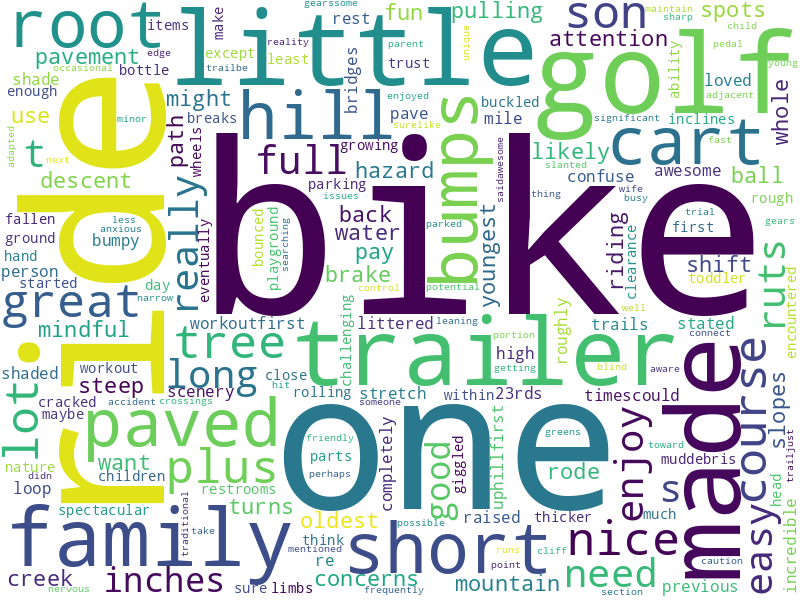 gearssome
maintain
sharp
root
little
items
make
rest
fun
pulling
son
spots
child
edge
reality
parent
unique
pedal
young
trailbe
pavement
bottle
except
least
trust
bridges
attention
golf
ability
adjacent
occasional
shade
might
hill
buckled
loved
enough
use
breaks
pave
mile
inclines
significant
whole
minor
surelike
enjoyed
cart
adapted
next
t
path
wheels
full
growing
hazard
bumps
likely
confuse
awesome
ball
descent
ride
bike
parking
issues
saidawesome
slanted
fast
rough
fallen
really
eventually
bounced
playground
searching
back
water
pay
brake
youngest
thing
wife
busy
riding
clearance
trial
first
gears
ground
less
anxious
bumpy
hand
person
started
day
narrow
parked
shift
toddler
ruts
encountered
great
control
potential
well
mindful
workoutfirst
littered
leaning
trails
stated
portion
getting
blind
connect
aware
challenging
roughly
tree
trailer
made
lot
shaded
workout
steep
scenery
long
close
rolling
hit
high
stretch
within
23rds
timescould
course
slopes
cracked
maybe
accident
crossings
someone
one
paved
plus
friendly
parts
perhaps
completely
good
giggled
uphillfirst
greens
toward
rode
enjoy
s
muddebris
easy
head
trailjust
incredible
nature
didn
want
children
loop
restrooms
spectacular
turns
traditional
take
oldest
possible
raised
thicker
much
caution
previous
family
think
mentioned
runs
cliff
short
nice
need
creek
inches
nervous
sure
limbs
re
concerns
frequently
point
mountain
section